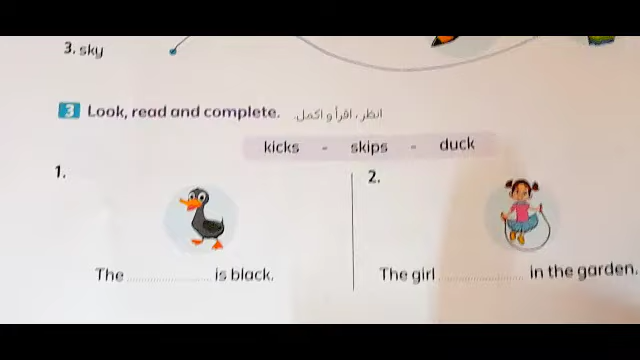 3. sky
3 Look, read and complete. انظر، اقرأ و اكمل.
kicks - skips - duck
1.
2.
The .................... is black.
The girl .................... in the garden.